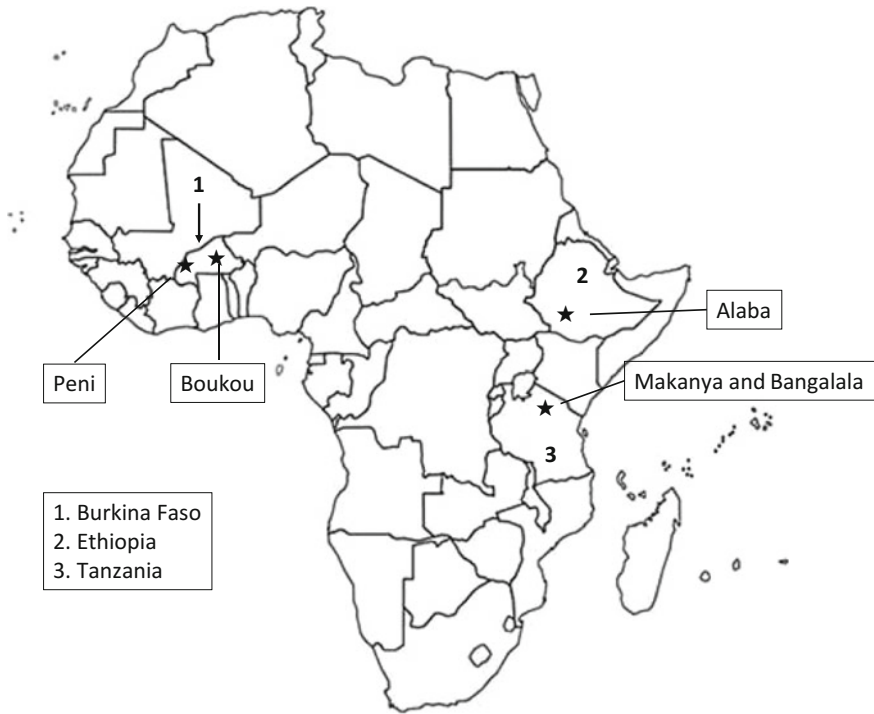 1
2
Alaba
Peni
Boukou
Makanya and Bangalala
3
1. Burkina Faso
2. Ethiopia
3. Tanzania